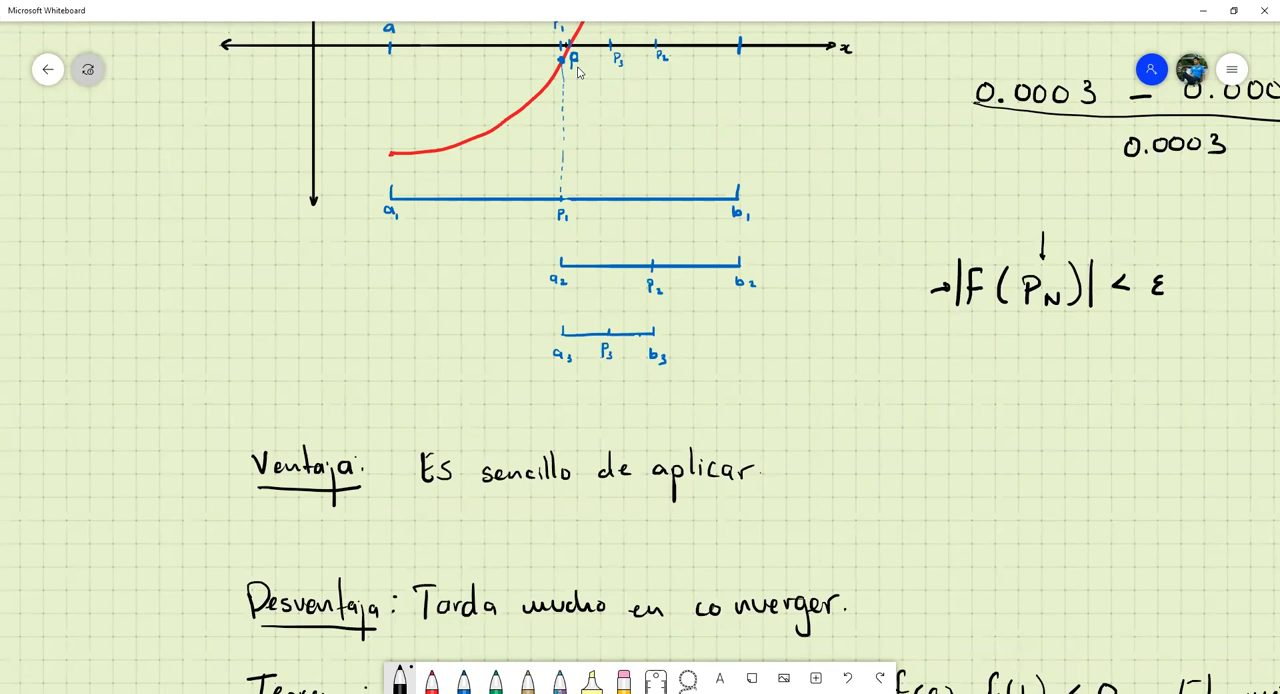 Microsoft Whiteboard
a
P1
x
P
P3
P2
0.0003 - 0.000
0.0003
a1
P1
b1
a2
P2
b2
→|F(PN)| < ε
a3
P3
b3
Ventaja: Es sencillo de aplicar.
Desventaja: Tarda mucho en converger.